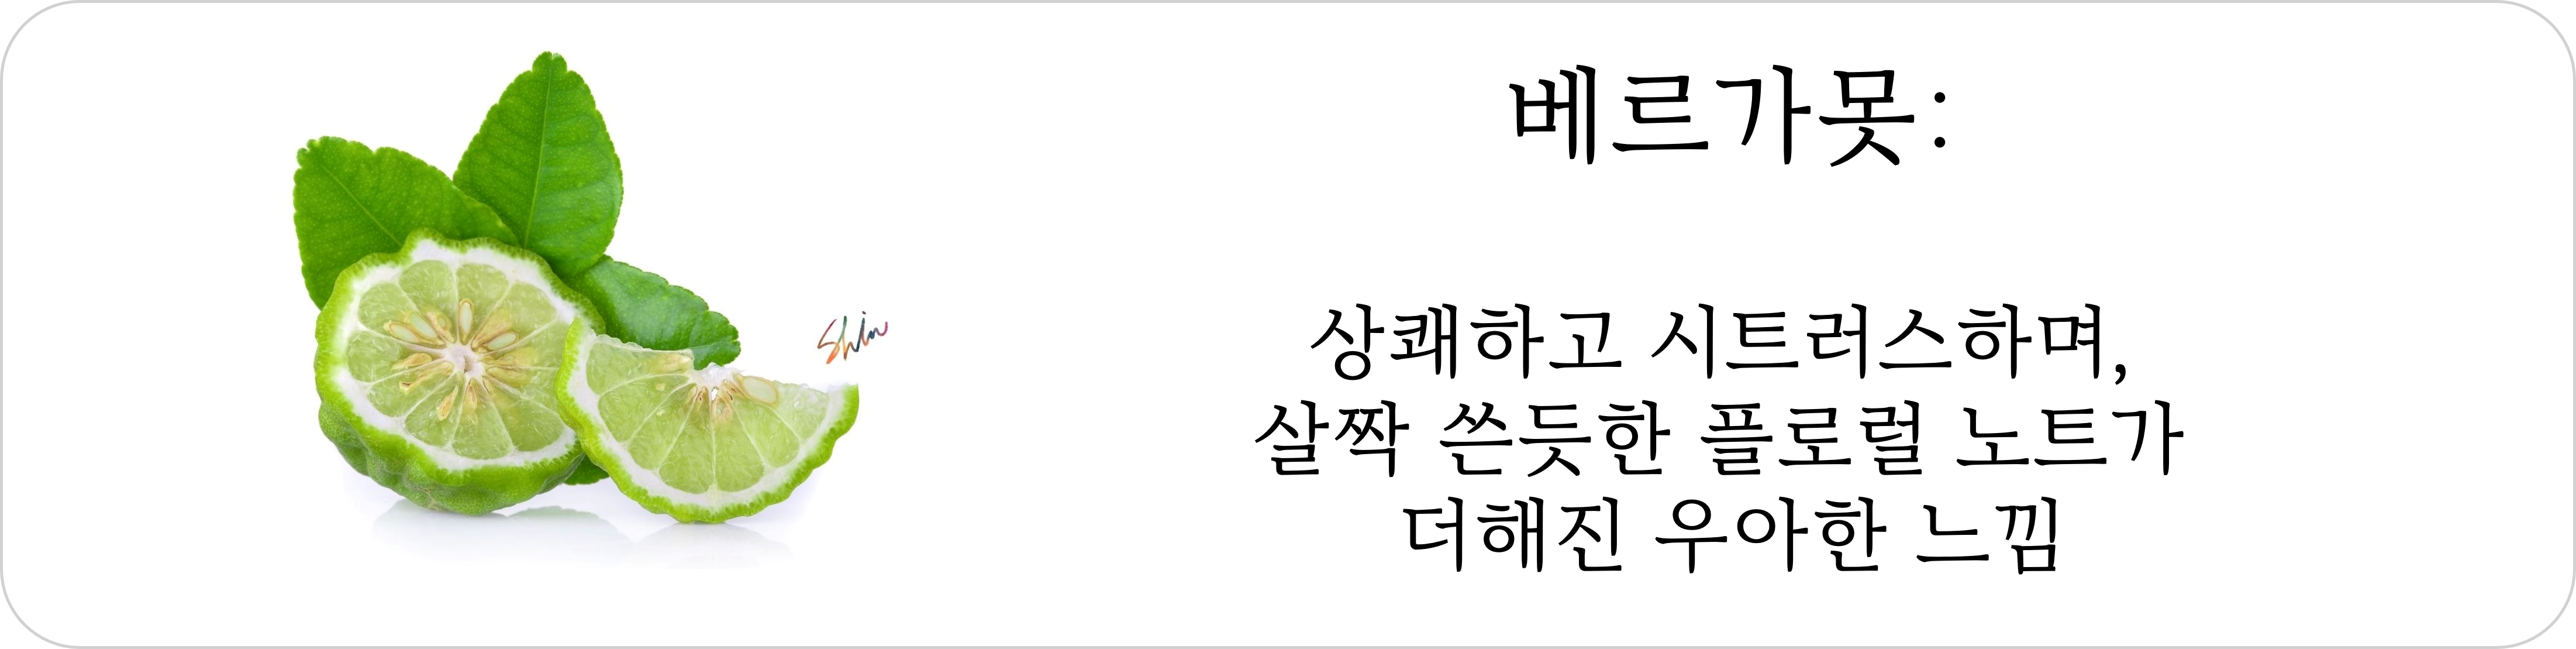 베르가못:
상쾌하고 시트러스하며,
살짝 쓴듯한 플로럴 노트가
더해진 우아한 느낌
Shin